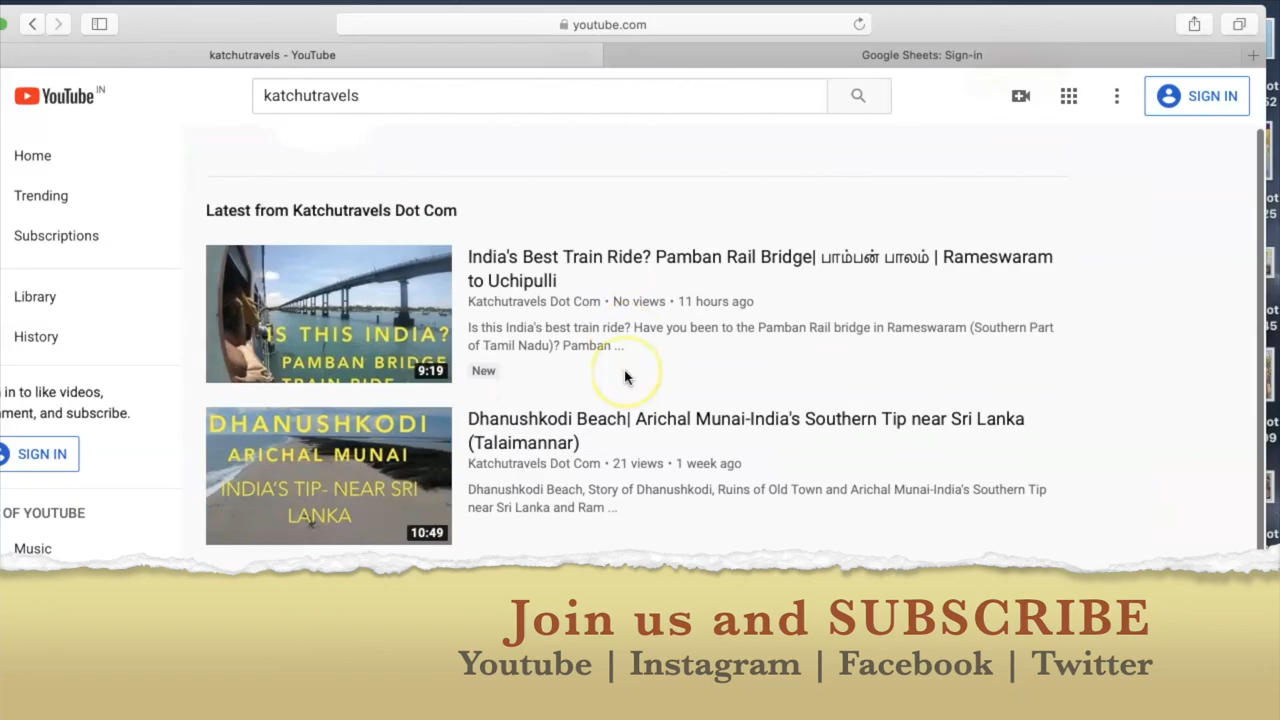 youtube.com
katchutravels - YouTube
Google Sheets: Sign-in
YouTube IN
katchutravels
SIGN IN
Home
Trending
Subscriptions
Library
History
in to like videos,
ment, and subscribe.
SIGN IN
OF YOUTUBE
Music
Latest from Katchutravels Dot Com
IS THIS INDIA?
PAMBAN BRIDGE
TRAIN RIDE
9:19
India's Best Train Ride? Pamban Rail Bridge| பாம்பன் பாலம் | Rameswaram
to Uchipulli
Katchutravels Dot Com • No views • 11 hours ago
Is this India's best train ride? Have you been to the Pamban Rail bridge in Rameswaram (Southern Part
of Tamil Nadu)? Pamban ...
New
DHANUSHKODI
ARICHAL MUNAI
INDIA'S TIP- NEAR SRI
LANKA
10:49
Dhanushkodi Beach| Arichal Munai-India's Southern Tip near Sri Lanka
(Talaimannar)
Katchutravels Dot Com • 21 views • 1 week ago
Dhanushkodi Beach, Story of Dhanushkodi, Ruins of Old Town and Arichal Munai-India's Southern Tip
near Sri Lanka and Ram ...
Join us and SUBSCRIBE
Youtube | Instagram | Facebook | Twitter